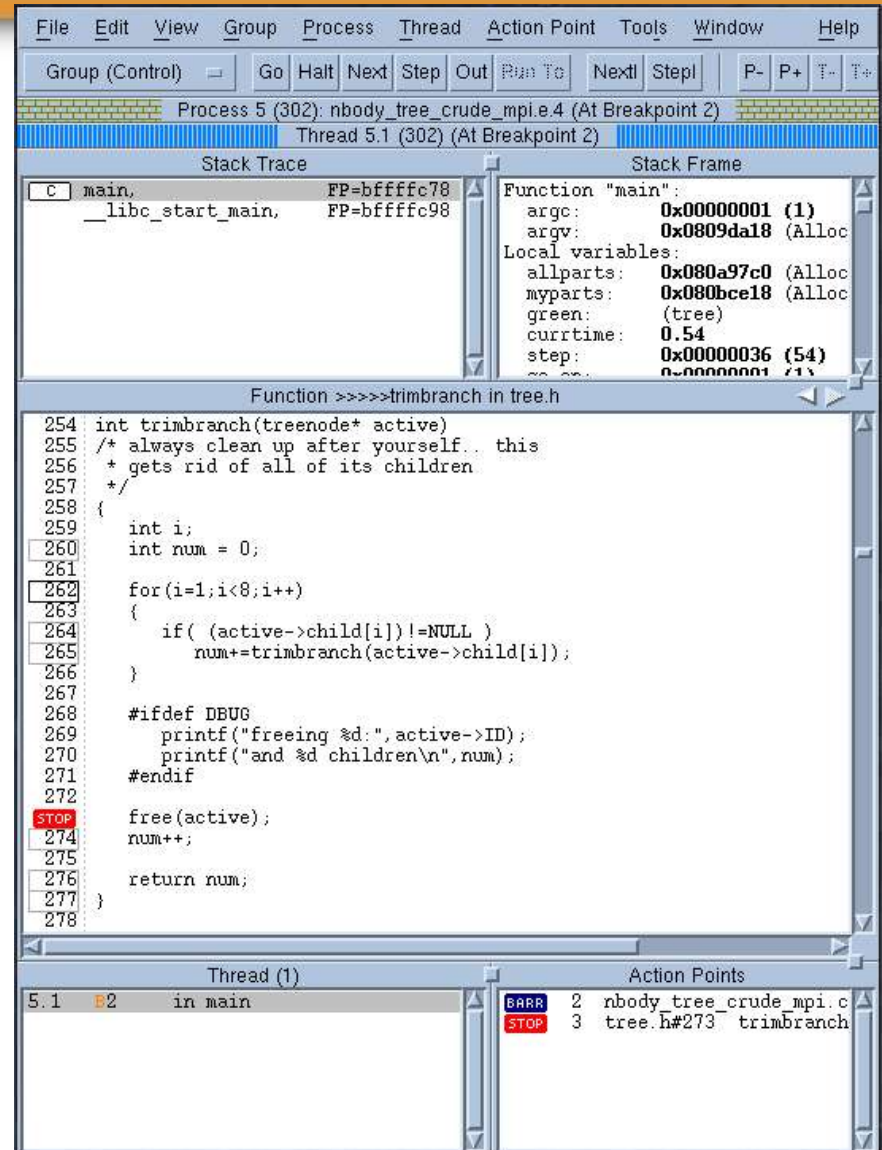 File Edit View Group Process Thread Action Point Tools Window Help
Group (Control) Go Halt Next Step Out Run To NextI StepI P- P+ T- T+
Process 5 (302): nbody_tree_crude_mpi.e.4 (At Breakpoint 2)
Thread 5.1 (302) (At Breakpoint 2)
Stack Trace
C main, FP=bffffc78
__libc_start_main, FP=bffffc98
Stack Frame
Function "main":
argc: 0x00000001 (1)
argv: 0x0809da18 (Alloc
Local variables:
allparts: 0x080a97c0 (Alloc
myparts: 0x080bce18 (Alloc
green: (tree)
currtime: 0.54
step: 0x00000036 (54)
0x00000001 (1)
Function >>>>>trimbranch in tree.h
254 int trimbranch(treenode* active)
255 /* always clean up after yourself.. this
256 * gets rid of all of its children
257 */
258 {
259 int i;
260 int num = 0;
261
262 for(i=1;i<8;i++)
263 {
264 if( (active->child[i])!=NULL )
265 num+=trimbranch(active->child[i]);
266 }
267
268 #ifdef DBUG
269 printf("freeing %d:",active->ID);
270 printf("and %d children\n",num);
271 #endif
272
STOP free(active);
274 num++;
275
276 return num;
277 }
278
Thread (1)
5.1 B2 in main
Action Points
BARR 2 nbody_tree_crude_mpi.c
STOP 3 tree.h#273 trimbranch